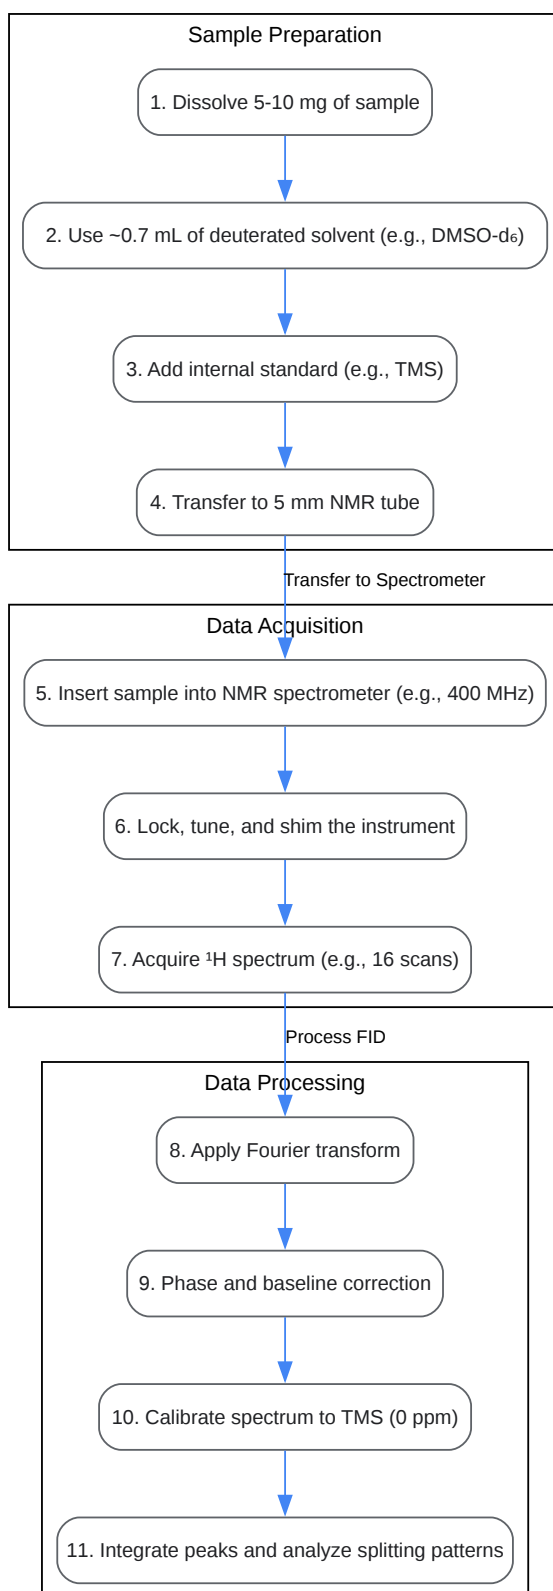 Sample Preparation
1. Dissolve 5-10 mg of sample
2. Use ~0.7 mL of deuterated solvent (e.g., DMSO-d₆)
3. Add internal standard (e.g., TMS)
4. Transfer to 5 mm NMR tube
Transfer to Spectrometer
Data Acquisition
5. Insert sample into NMR spectrometer (e.g., 400 MHz)
6. Lock, tune, and shim the instrument
7. Acquire ¹H spectrum (e.g., 16 scans)
Process FID
Data Processing
8. Apply Fourier transform
9. Phase and baseline correction
10. Calibrate spectrum to TMS (0 ppm)
11. Integrate peaks and analyze splitting patterns